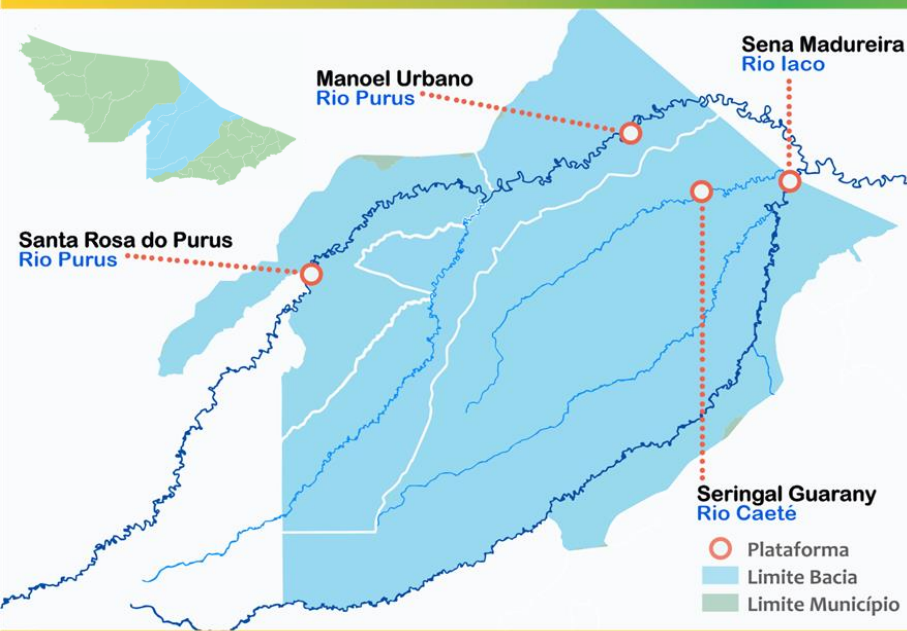 Sena Madureira
Rio Iaco
Manoel Urbano
Rio Purus
Santa Rosa do Purus
Rio Purus
Seringal Guarany
Rio Caeté
Plataforma
Limite Bacia
Limite Município